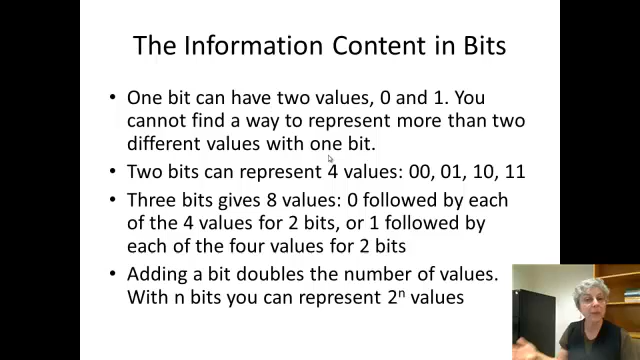 The Information Content in Bits
• One bit can have two values, 0 and 1. You
cannot find a way to represent more than two
different values with one bit.
• Two bits can represent 4 values: 00, 01, 10, 11
• Three bits gives 8 values: 0 followed by each
of the 4 values for 2 bits, or 1 followed by
each of the four values for 2 bits
• Adding a bit doubles the number of values.
With n bits you can represent 2ⁿ values